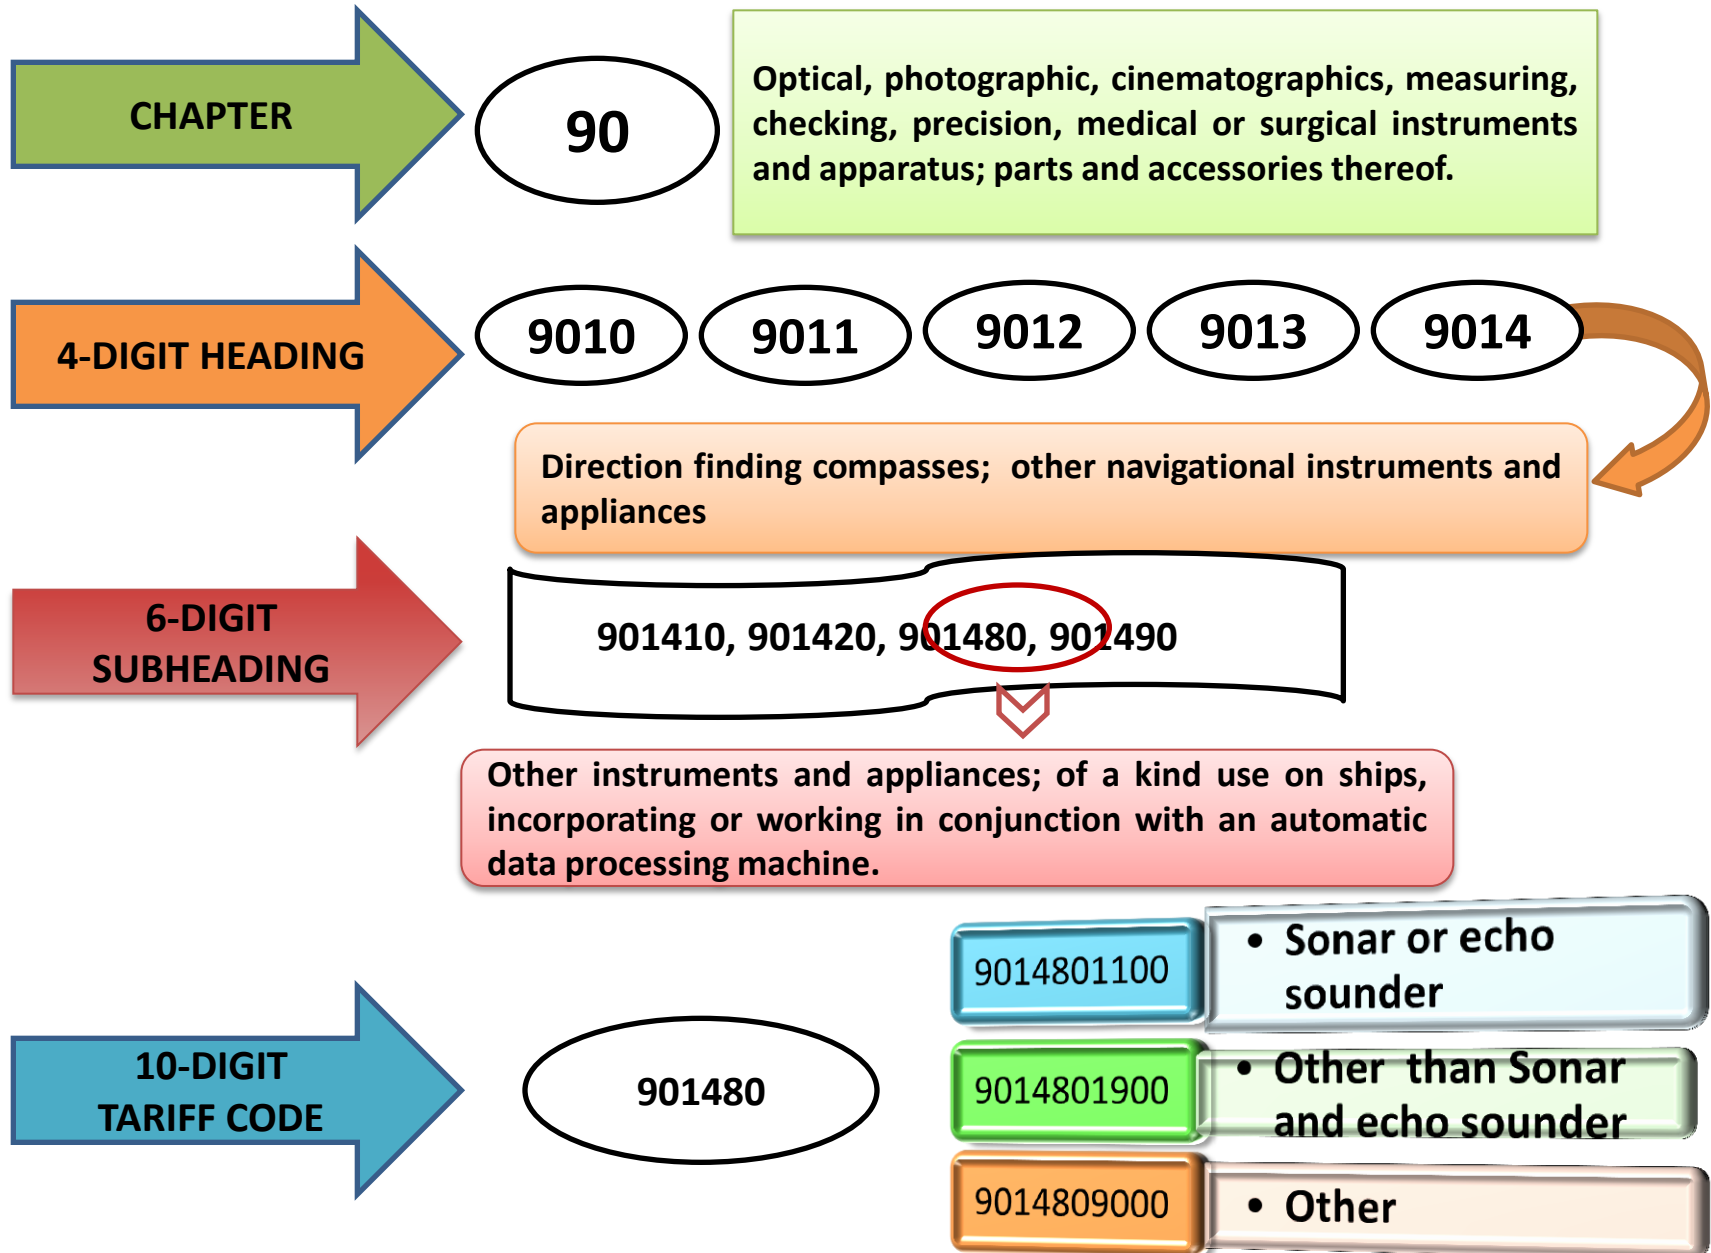 CHAPTER
90
Optical, photographic, cinematographics, measuring,
checking, precision, medical or surgical instruments
and apparatus; parts and accessories thereof.
4-DIGIT HEADING
9010
9011
9012
9013
9014
Direction finding compasses; other navigational instruments and
appliances
6-DIGIT
SUBHEADING
901410, 901420, 901480, 901490
Other instruments and appliances; of a kind use on ships,
incorporating or working in conjunction with an automatic
data processing machine.
10-DIGIT
TARIFF CODE
901480
9014801100
• Sonar or echo
sounder
9014801900
• Other than Sonar
and echo sounder
9014809000
• Other